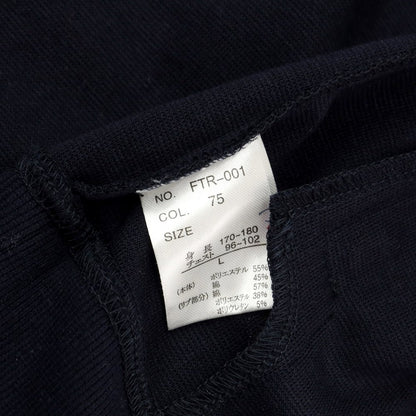 NO. FTR-001
COL. 75
SIZE
身長 170-180
チェスト 96-102
L
(本体) ポリエステル 55%
綿 45%
(リブ部分) 綿 57%
ポリエステル 38%
ポリウレタン 5%